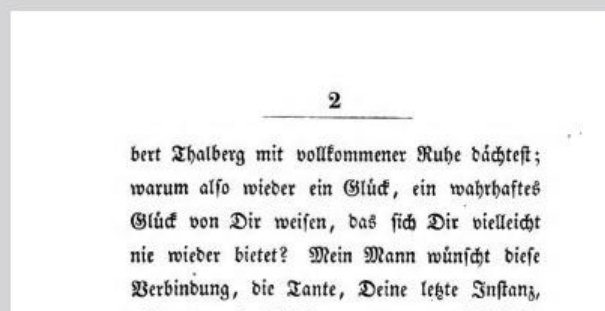 2
bert Thalberg mit vollkommener Ruhe dächtest;
warum also wieder ein Glück, ein wahrhaftes
Glück von Dir weisen, das sich Dir vielleicht
nie wieder bietet? Mein Mann wünscht diese
Verbindung, die Tante, Deine letzte Instanz,